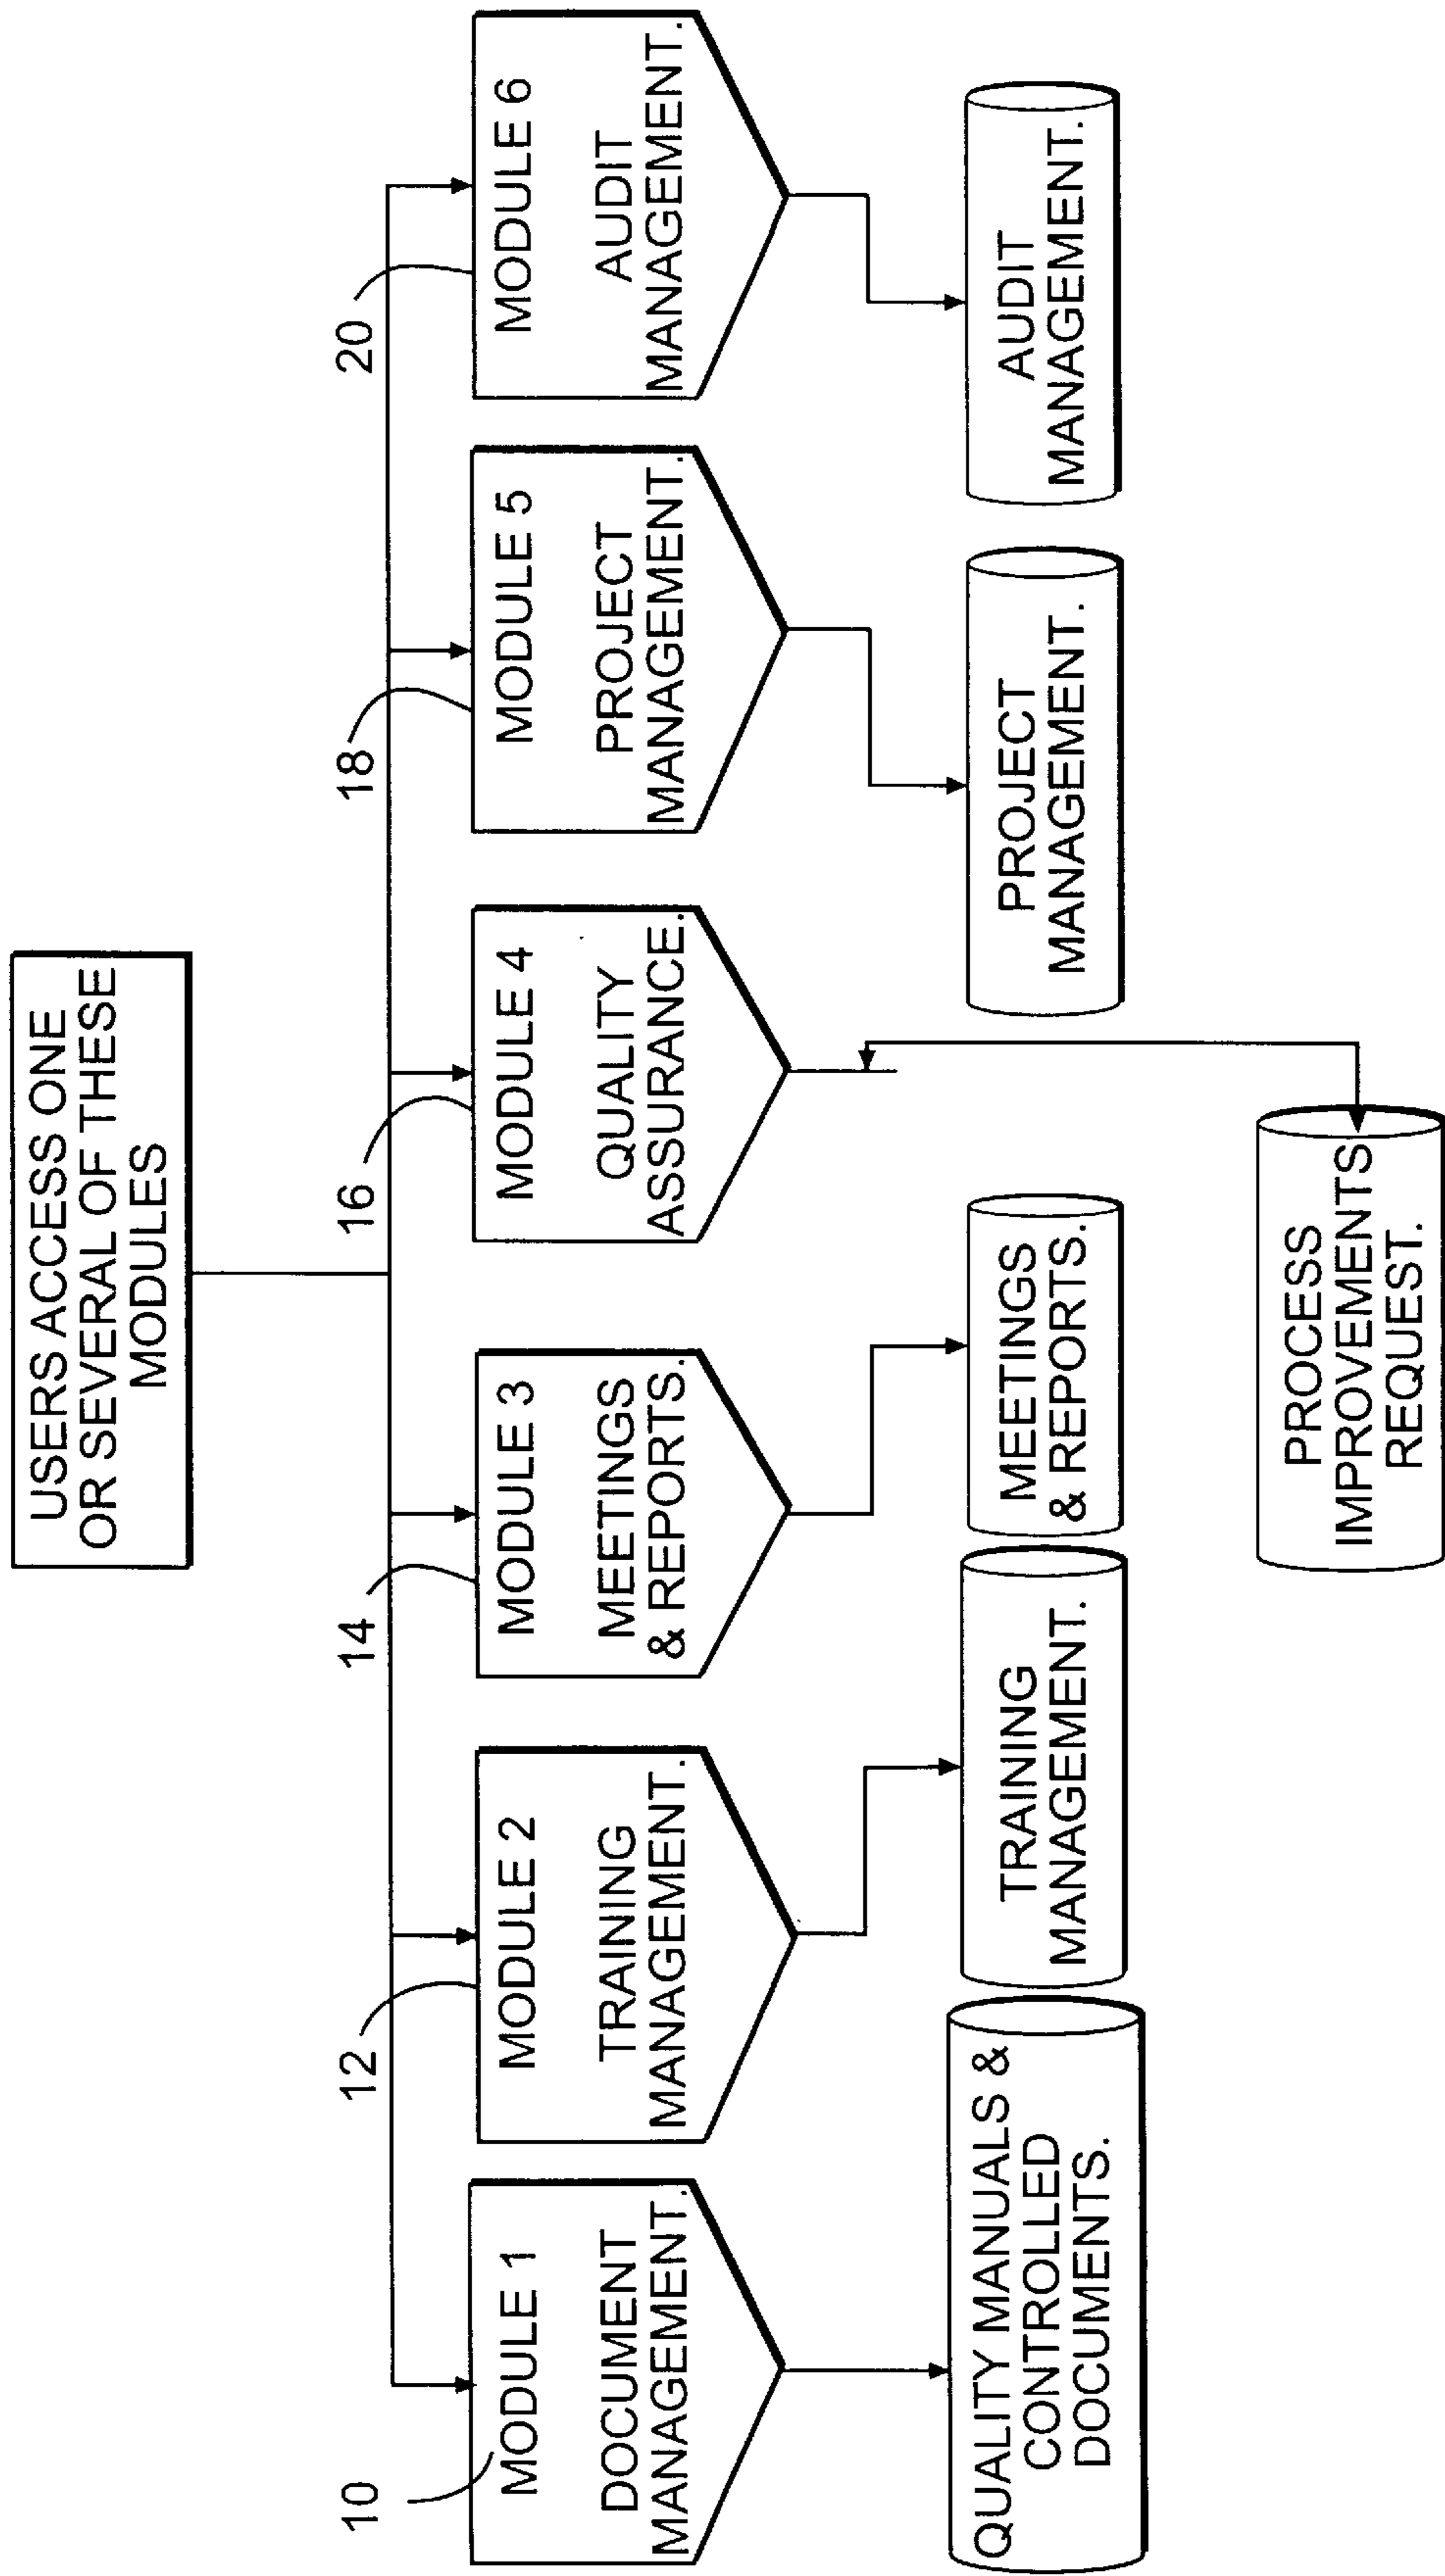 USERS ACCESS ONE
OR SEVERAL OF THESE
MODULES
10
12
14
16
18
20
MODULE 1
DOCUMENT
MANAGEMENT.
MODULE 2
TRAINING
MANAGEMENT.
MODULE 3
MEETINGS
& REPORTS.
MODULE 4
QUALITY
ASSURANCE.
MODULE 5
PROJECT
MANAGEMENT.
MODULE 6
AUDIT
MANAGEMENT.
QUALITY MANUALS &
CONTROLLED
DOCUMENTS.
TRAINING
MANAGEMENT.
MEETINGS
& REPORTS.
PROJECT
MANAGEMENT.
AUDIT
MANAGEMENT.
PROCESS
IMPROVEMENTS
REQUEST.